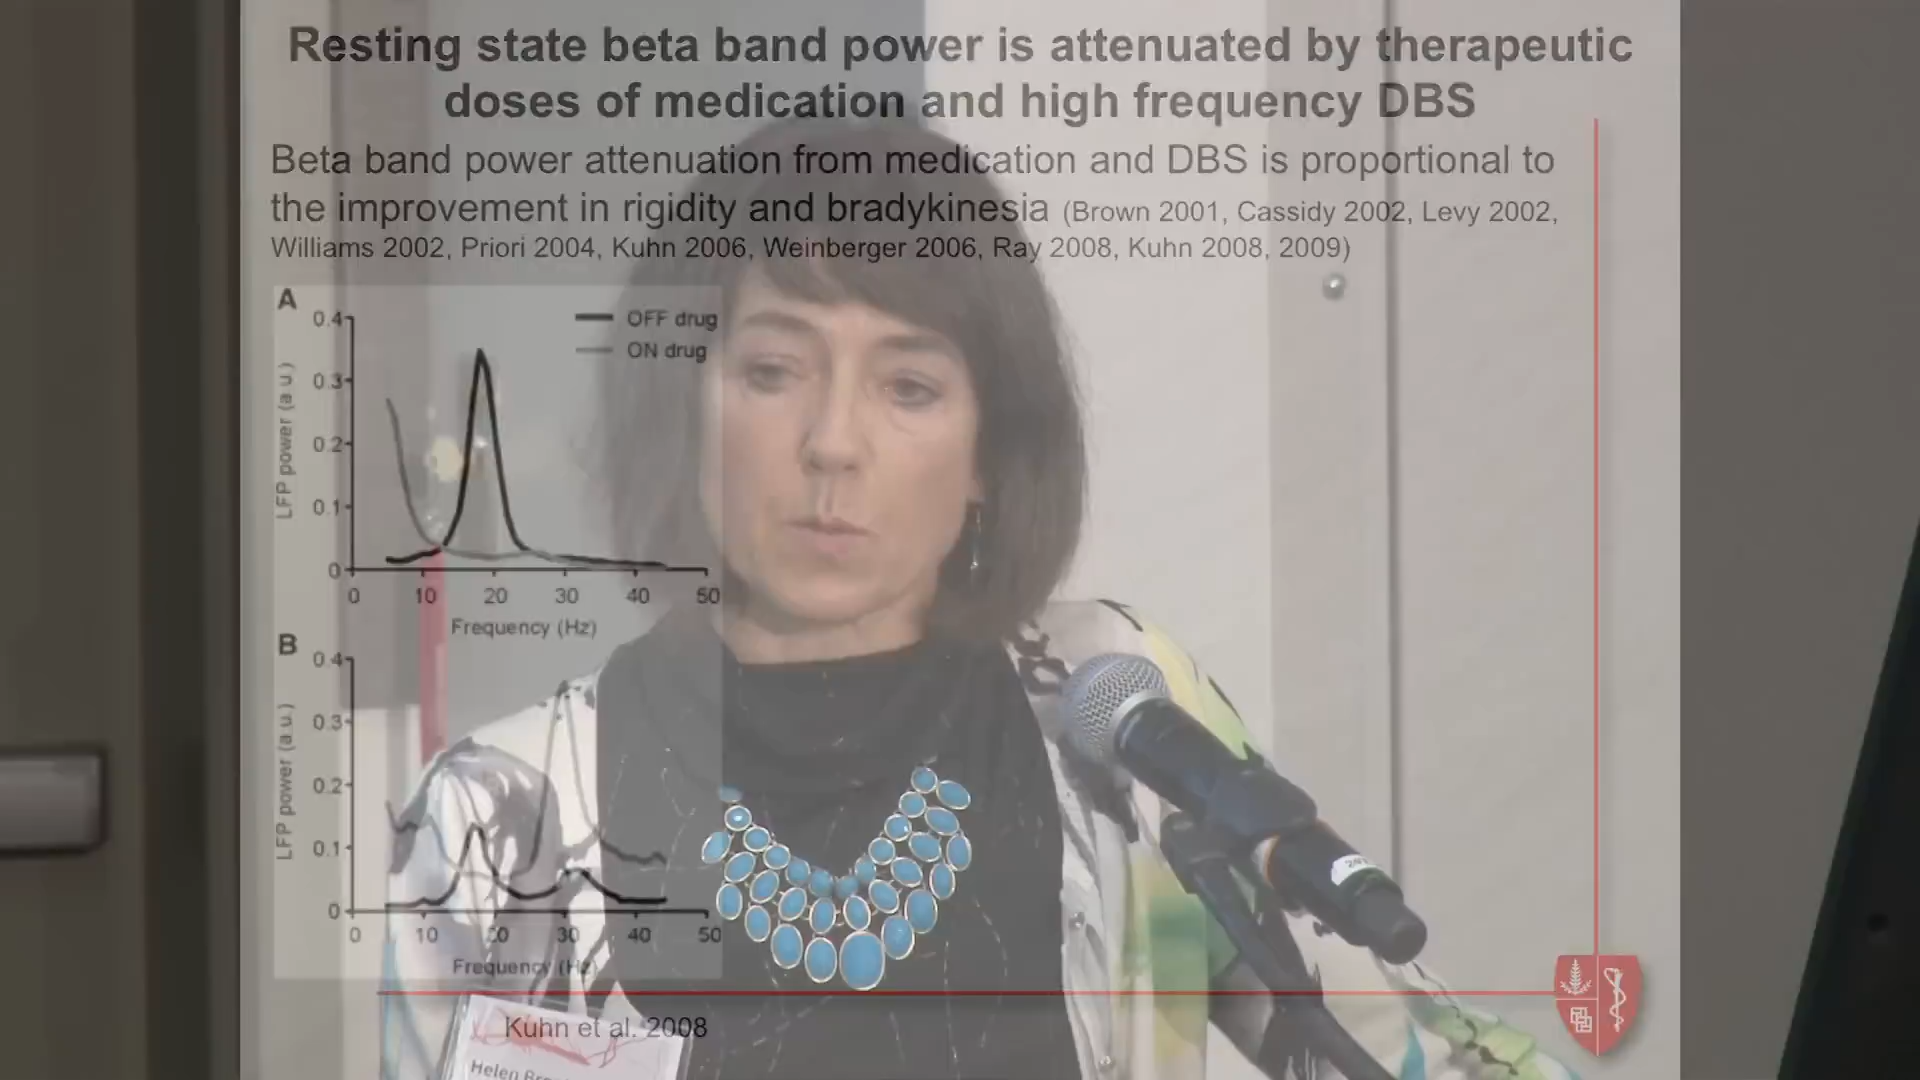 Resting state beta band power is attenuated by therapeutic
doses of medication and high frequency DBS
Beta band power attenuation from medication and DBS is proportional to
the improvement in rigidity and bradykinesia (Brown 2001, Cassidy 2002, Levy 2002,
Williams 2002, Priori 2004, Kuhn 2006, Weinberger 2006, Ray 2008, Kuhn 2008, 2009)
A
OFF drug
ON drug
LFP power (a.u.)
0.4
0.3
0.2
0.1
0
0 10 20 30 40 50
Frequency (Hz)
B
LFP power (a.u.)
0.4
0.3
0.2
0.1
0
0 10 20 30 40 50
Frequency (Hz)
Kuhn et al. 2008
Helen